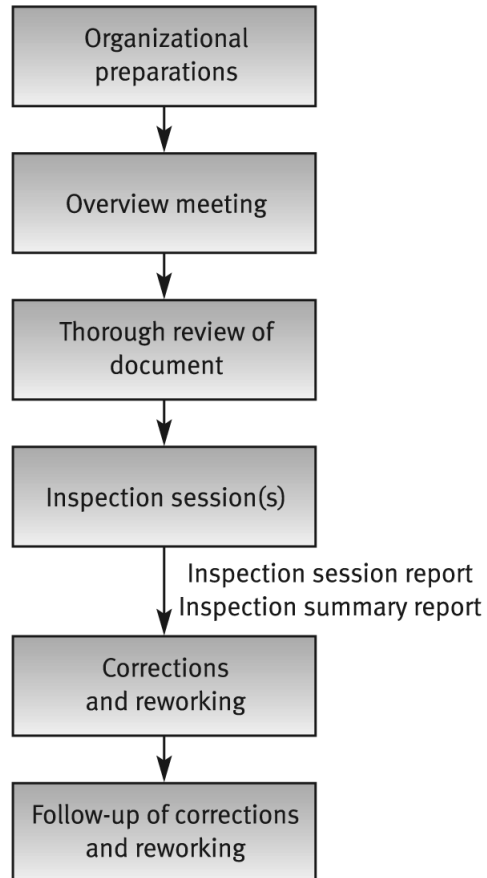 Organizational
preparations
Overview meeting
Thorough review of
document
Inspection session(s)
Inspection session report
Inspection summary report
Corrections
and reworking
Follow-up of corrections
and reworking